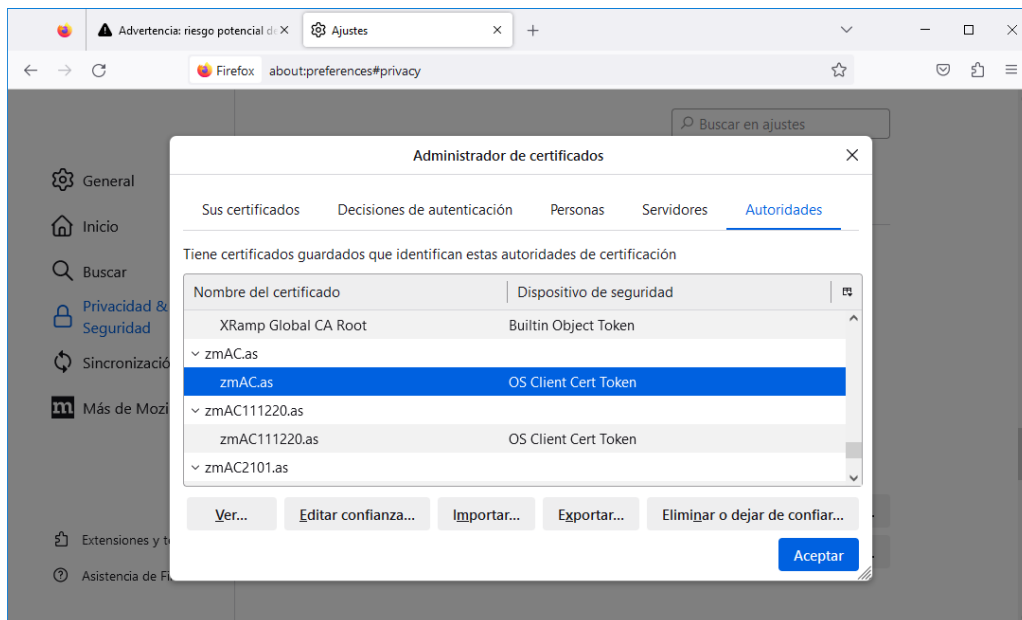 Advertencia: riesgo potencial de
Ajustes
Firefox about:preferences#privacy
Buscar en ajustes
General
Inicio
Buscar
Privacidad &
Seguridad
Sincronizació
Más de Mozi
Extensiones y te
Asistencia de Fi
Administrador de certificados
Sus certificados Decisiones de autenticación Personas Servidores Autoridades
Tiene certificados guardados que identifican estas autoridades de certificación
Nombre del certificado Dispositivo de seguridad
XRamp Global CA Root Builtin Object Token
zmAC.as
zmAC.as OS Client Cert Token
zmAC111220.as
zmAC111220.as OS Client Cert Token
zmAC2101.as
Ver... Editar confianza... Importar... Exportar... Eliminar o dejar de confiar...
Aceptar